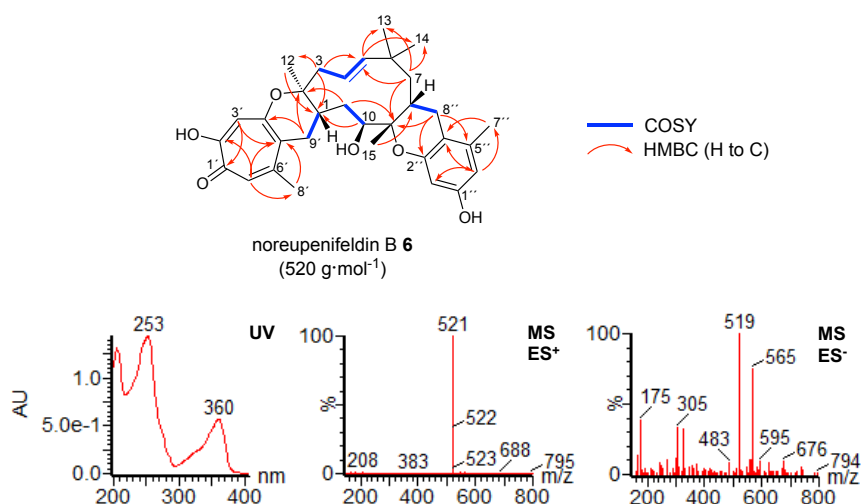 13
14
12
3
7
O
3´
1
10
H
8´´
7´´
HO
9´
H
HO
15
5´´
1´
O
6´
8´
O
2´´
1´´
OH
COSY
HMBC (H to C)
noreupenifeldin B 6
(520 g·mol-1)
253
UV
360
1.0
5.0e-1
0.0
AU
200
300
400
nm
100
521
MS
ES+
522
523
208
383
688
795
%
0
200
400
600
800
m/z
100
519
MS
ES-
565
175
305
483
595
676
794
%
0
200
400
600
800
m/z